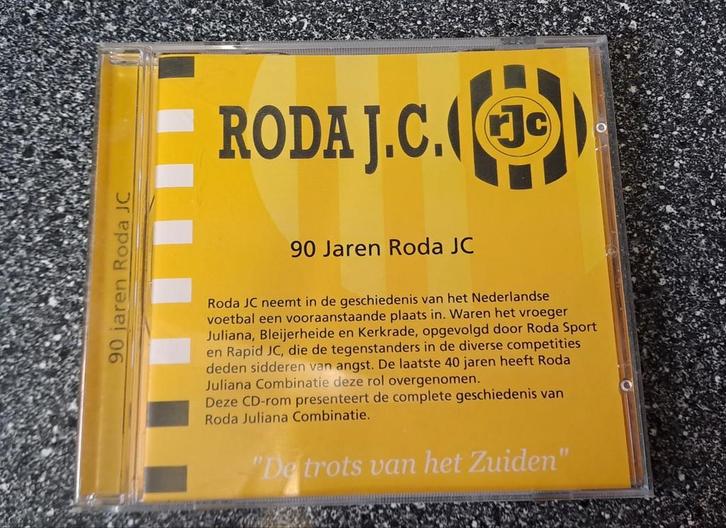 RODA J.C.
rJc
90 jaren Roda JC
90 Jaren Roda JC
Roda JC neemt in de geschiedenis van het Nederlandse
voetbal een vooraanstaande plaats in. Waren het vroeger
Juliana, Bleijerheide en Kerkrade, opgevolgd door Roda Sport
en Rapid JC, die de tegenstanders in de diverse competities
deden sidderen van angst. De laatste 40 jaren heeft Roda
Juliana Combinatie deze rol overgenomen.
Deze CD-rom presenteert de complete geschiedenis van
Roda Juliana Combinatie.
"De trots van het Zuiden"